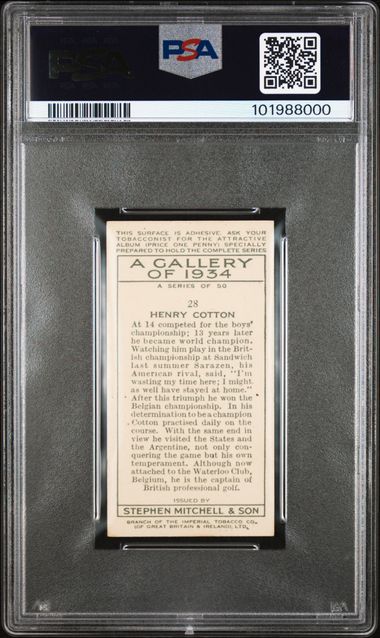 PSA
PSA
101988000
THIS SURFACE IS ADHESIVE. ASK YOUR
TOBACCONIST FOR THE ATTRACTIVE
ALBUM (PRICE ONE PENNY) SPECIALLY
PREPARED TO HOLD THE COMPLETE SERIES
A GALLERY
OF 1934
A SERIES OF 50
28
HENRY COTTON
At 14 competed for the boys'
championship; 13 years later
he became world champion.
Watching him play in the Brit-
ish championship at Sandwich
last summer Sarazen, his
American rival, said, "I'm
wasting my time here; I might
as well have stayed at home."
After this triumph he won the
Belgian championship. In his
determination to be a champion
Cotton practised daily on the
course. With the same end in
view he visited the States and
the Argentine, not only con-
quering the game but his own
temperament. Although now
attached to the Waterloo Club,
Belgium, he is the captain of
British professional golf.
ISSUED BY
STEPHEN MITCHELL & SON
BRANCH OF THE IMPERIAL TOBACCO CO.,
(OF GREAT BRITAIN & IRELAND), LTD.